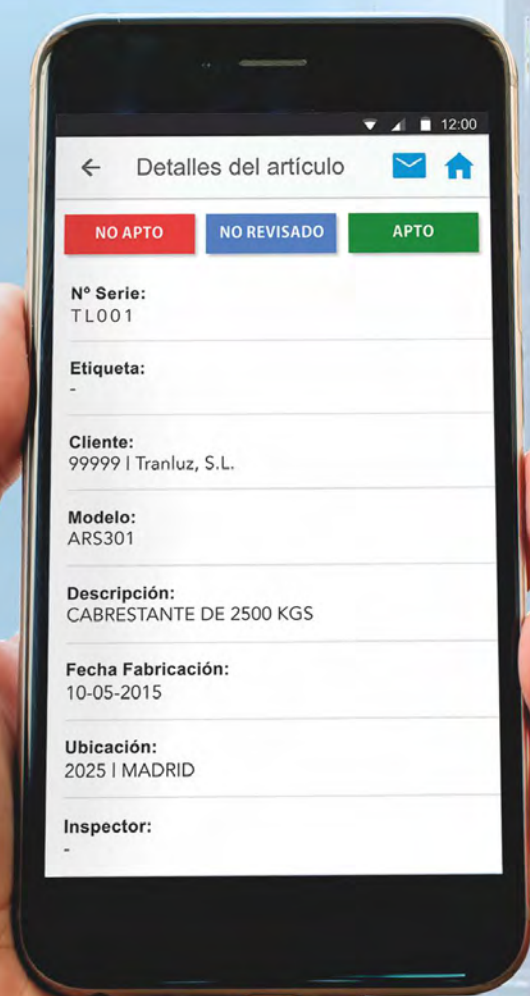 12:00
Detalles del artículo
NO APTO NO REVISADO APTO
Nº Serie:
TL001
Etiqueta:
-
Cliente:
99999 | Tranluz, S.L.
Modelo:
ARS301
Descripción:
CABRESTANTE DE 2500 KGS
Fecha Fabricación:
10-05-2015
Ubicación:
2025 | MADRID
Inspector:
-